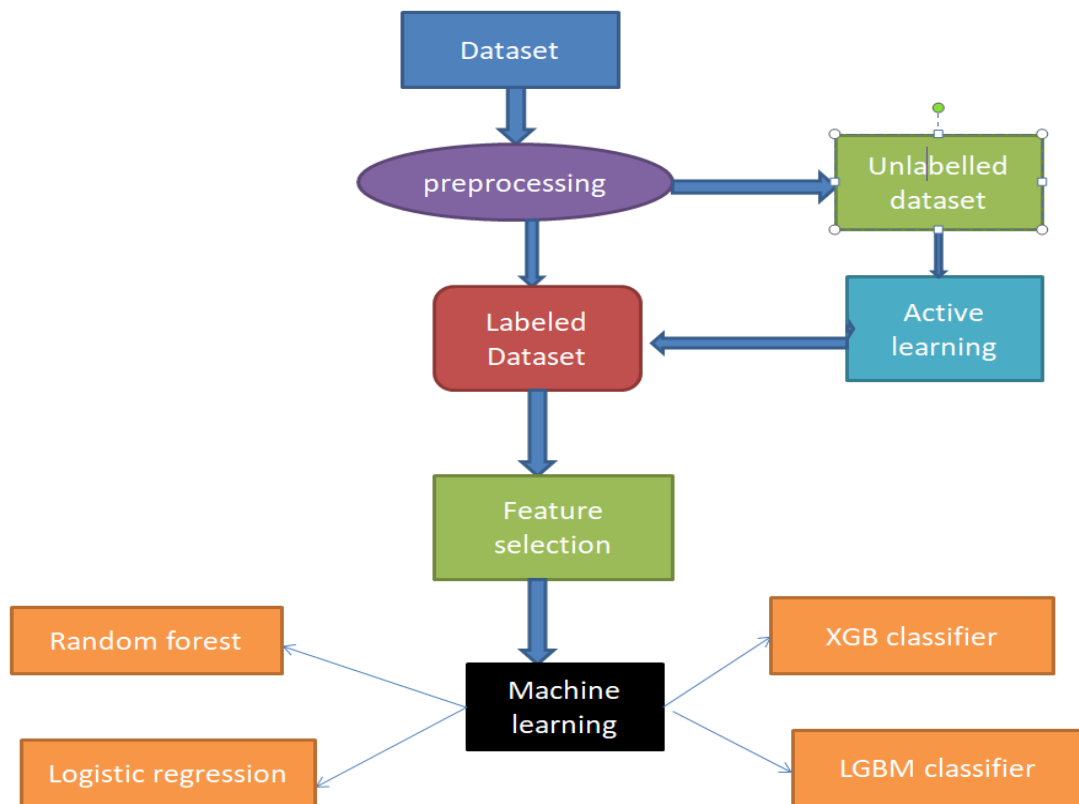 Dataset
preprocessing
Unlabelled
dataset
Labeled
Dataset
Active
learning
Feature
selection
Random forest
XGB classifier
Machine
learning
Logistic regression
LGBM classifier